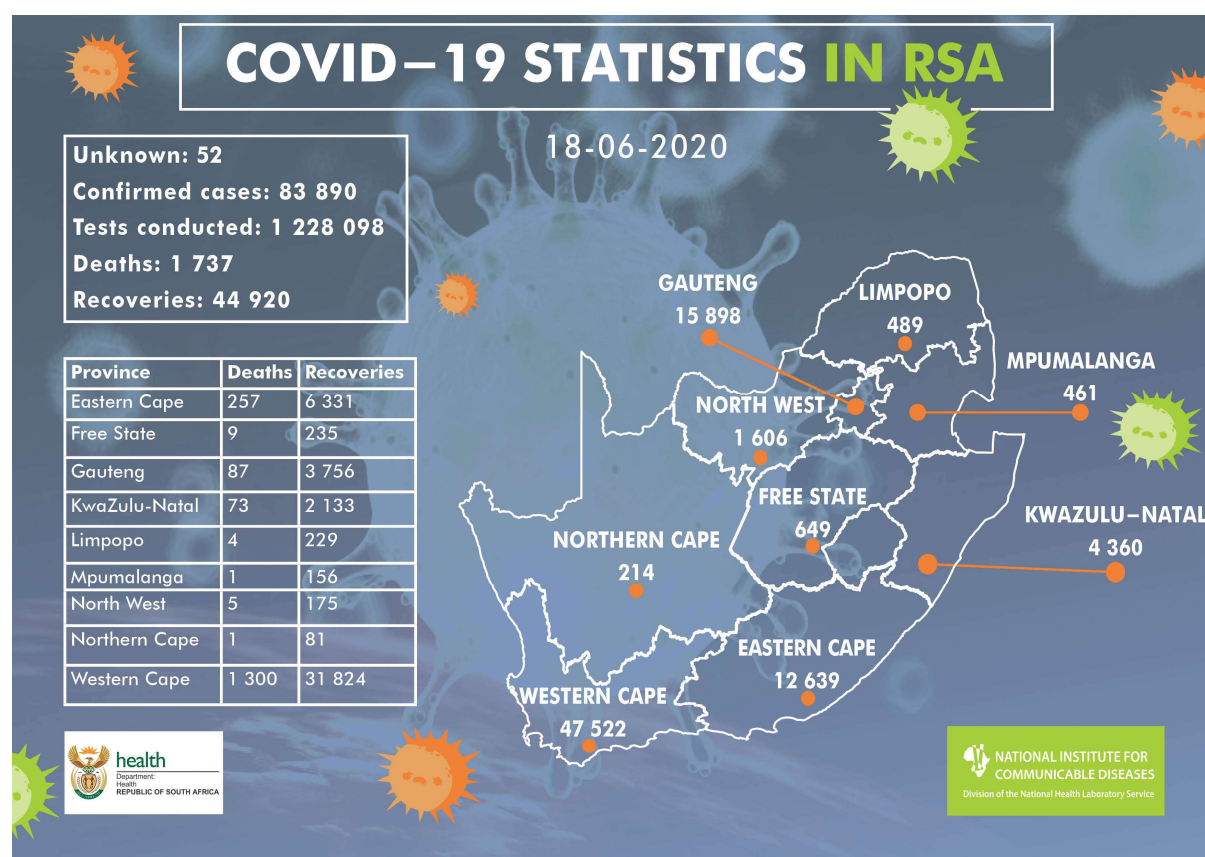 COVID–19 STATISTICS IN RSA
18-06-2020
Unknown: 52
Confirmed cases: 83 890
Tests conducted: 1 228 098
Deaths: 1 737
Recoveries: 44 920
Province Deaths Recoveries
Eastern Cape 257 6 331
Free State 9 235
Gauteng 87 3 756
KwaZulu-Natal 73 2 133
Limpopo 4 229
Mpumalanga 1 156
North West 5 175
Northern Cape 1 81
Western Cape 1 300 31 824
GAUTENG
15 898
LIMPOPO
489
MPUMALANGA
461
NORTH WEST
1 606
FREE STATE
649
KWAZULU–NATAL
4 360
NORTHERN CAPE
214
EASTERN CAPE
12 639
WESTERN CAPE
47 522
health
Department:
Health
REPUBLIC OF SOUTH AFRICA
NATIONAL INSTITUTE FOR
COMMUNICABLE DISEASES
Division of the National Health Laboratory Service